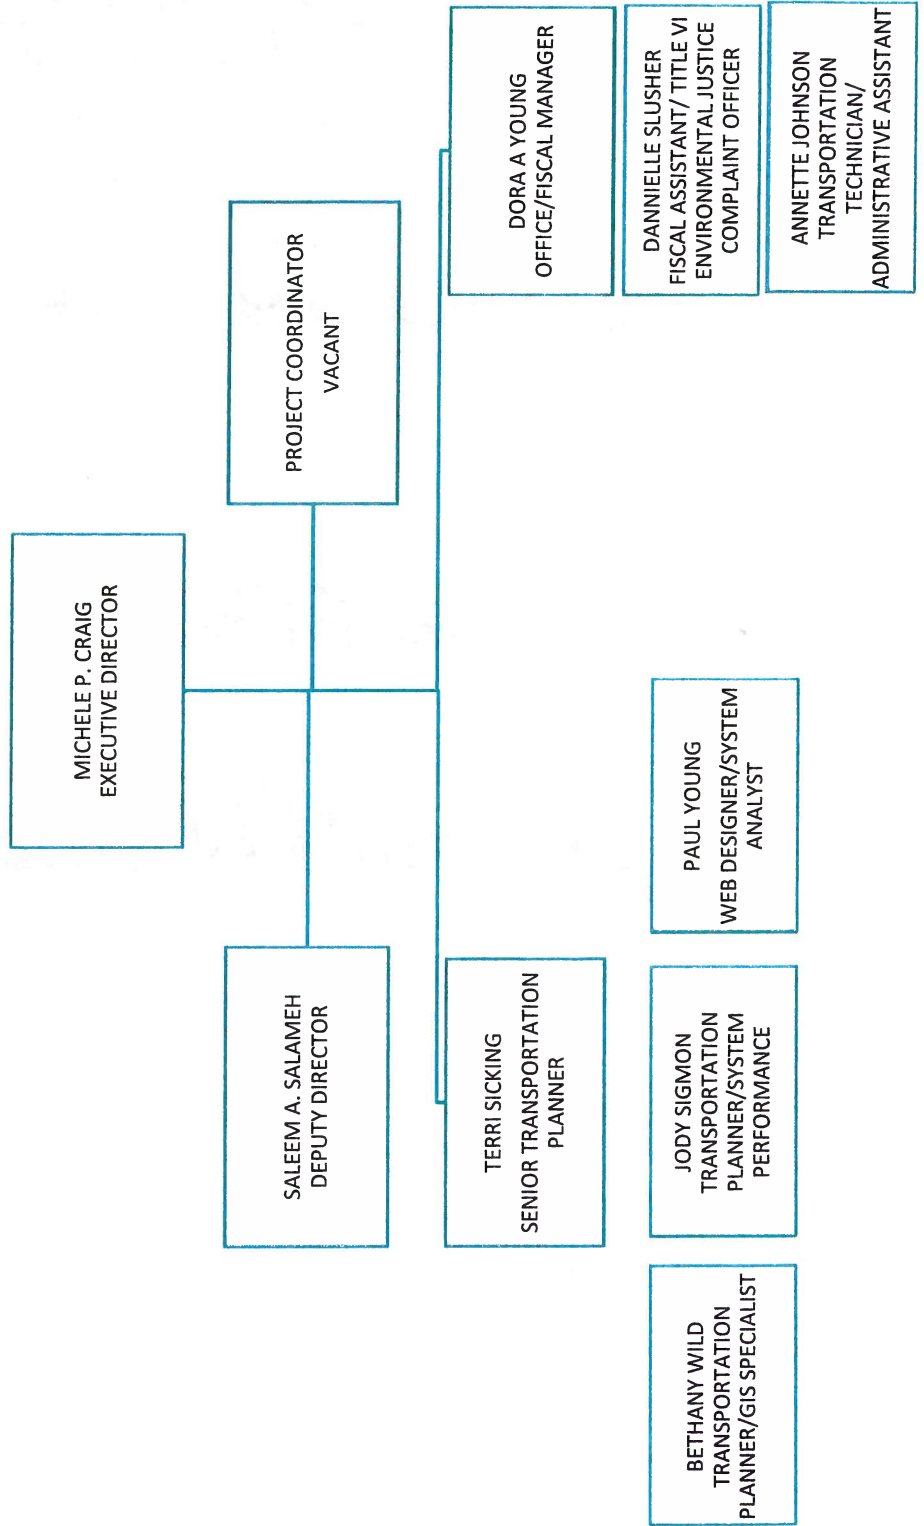 MICHELE P. CRAIG
EXECUTIVE DIRECTOR
SALEEM A. SALAMEH
DEPUTY DIRECTOR
PROJECT COORDINATOR
VACANT
TERRI SICKING
SENIOR TRANSPORTATION
PLANNER
DORA A YOUNG
OFFICE/FISCAL MANAGER
BETHANY WILD
TRANSPORTATION
PLANNER/GIS SPECIALIST
JODY SIGMON
TRANSPORTATION
PLANNER/SYSTEM
PERFORMANCE
PAUL YOUNG
WEB DESIGNER/SYSTEM
ANALYST
DANNIELLE SLUSHER
FISCAL ASSISTANT/ TITLE VI
ENVIRONMENTAL JUSTICE
COMPLAINT OFFICER
ANNETTE JOHNSON
TRANSPORTATION
TECHNICIAN/
ADMINISTRATIVE ASSISTANT